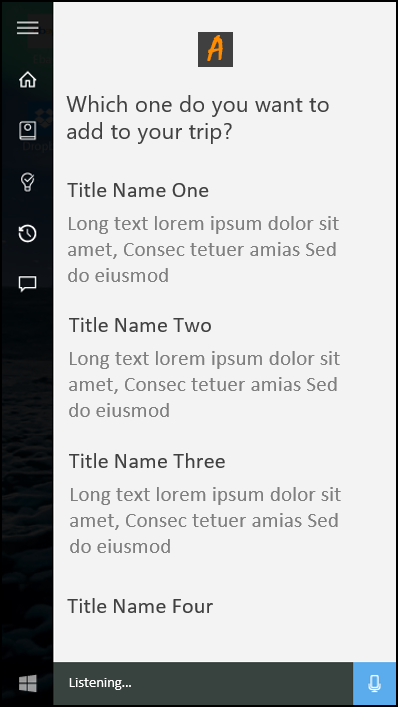 A
Which one do you want to
add to your trip?
Title Name One
Long text lorem ipsum dolor sit
amet, Consec tetuer amias Sed
do eiusmod
Title Name Two
Long text lorem ipsum dolor sit
amet, Consec tetuer amias Sed
do eiusmod
Title Name Three
Long text lorem ipsum dolor sit
amet, Consec tetuer amias Sed
do eiusmod
Title Name Four
Listening...